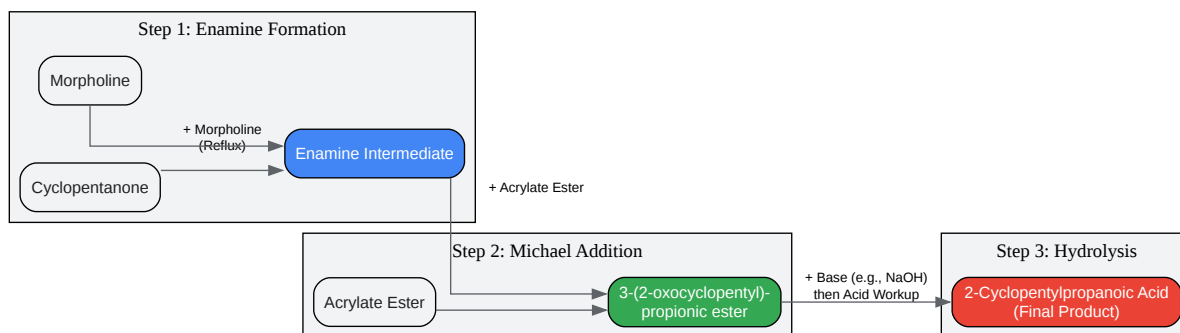 Step 1: Enamine Formation
Morpholine
+ Morpholine
(Reflux)
Enamine Intermediate
Cyclopentanone
+ Acrylate Ester
Step 2: Michael Addition
Acrylate Ester
3-(2-oxocyclopentyl)-
propionic ester
+ Base (e.g., NaOH)
then Acid Workup
Step 3: Hydrolysis
2-Cyclopentylpropanoic Acid
(Final Product)